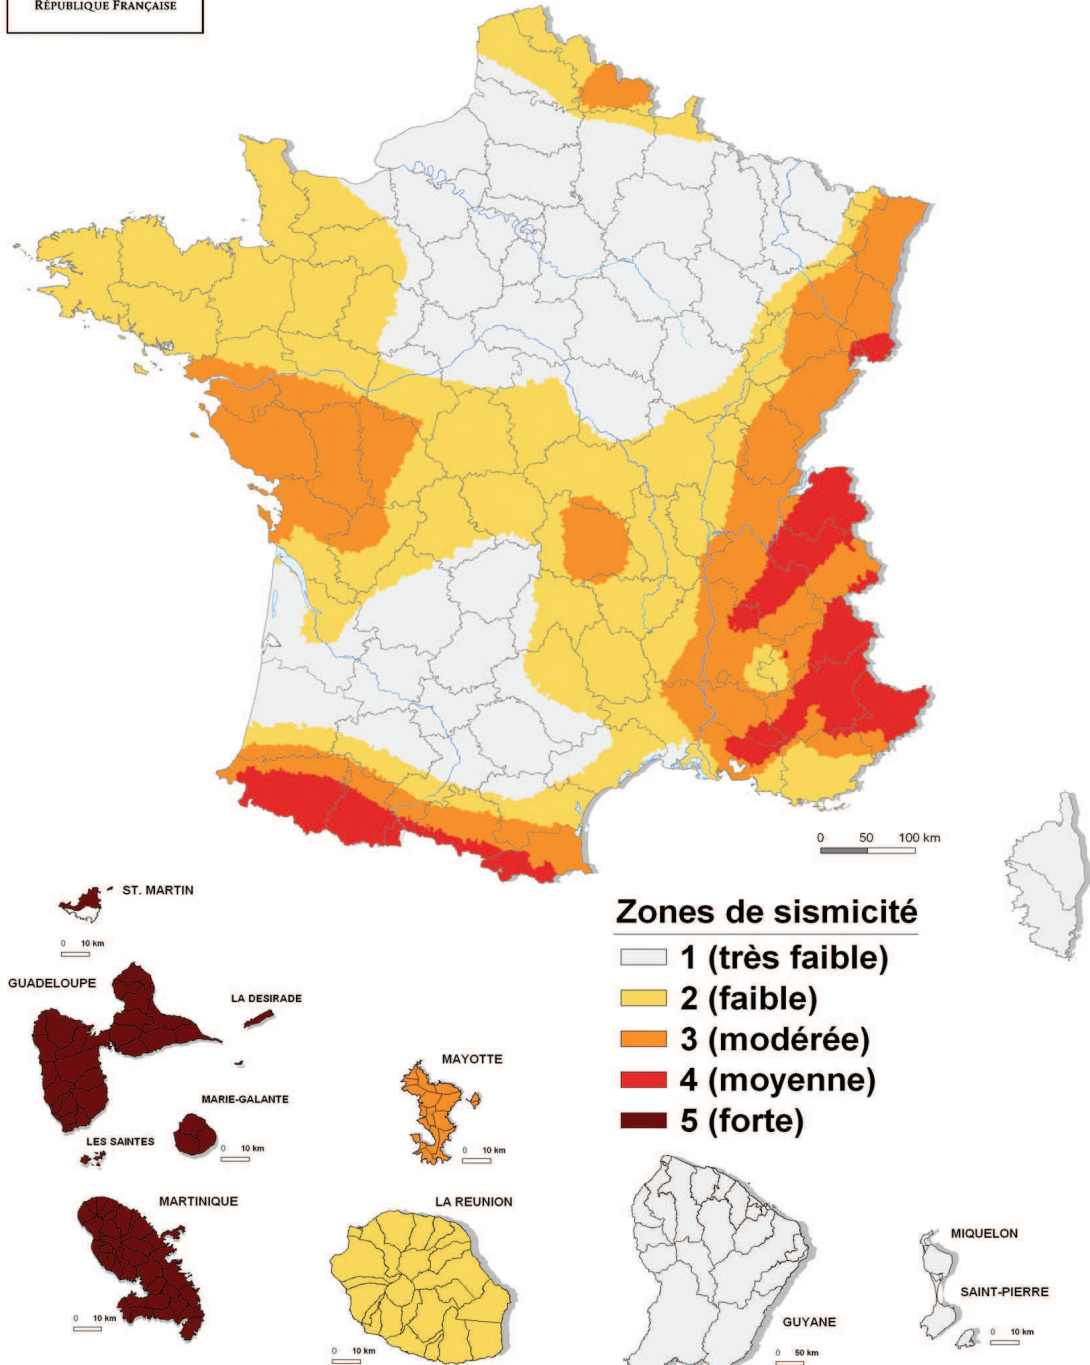 RÉPUBLIQUE FRANÇAISE
0 50 100 km
ST. MARTIN
0 10 km
GUADELOUPE
LA DESIRADE
MARIE-GALANTE
0 10 km
LES SAINTES
MAYOTTE
0 10 km
Zones de sismicité
1 (très faible)
2 (faible)
3 (modérée)
4 (moyenne)
5 (forte)
MARTINIQUE
0 10 km
LA REUNION
0 10 km
GUYANE
0 50 km
MIQUELON
SAINT-PIERRE
0 10 km